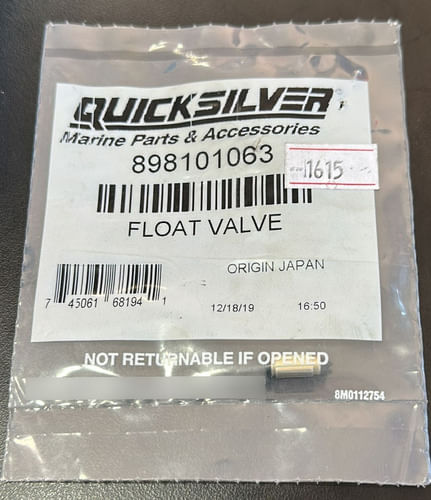 QUICKSILVER
Marine Parts & Accessories
898101063
1615
FLOAT VALVE
ORIGIN JAPAN
7 45061 68194 1
12/18/19 16:50
NOT RETURNABLE IF OPENED
8M0112754